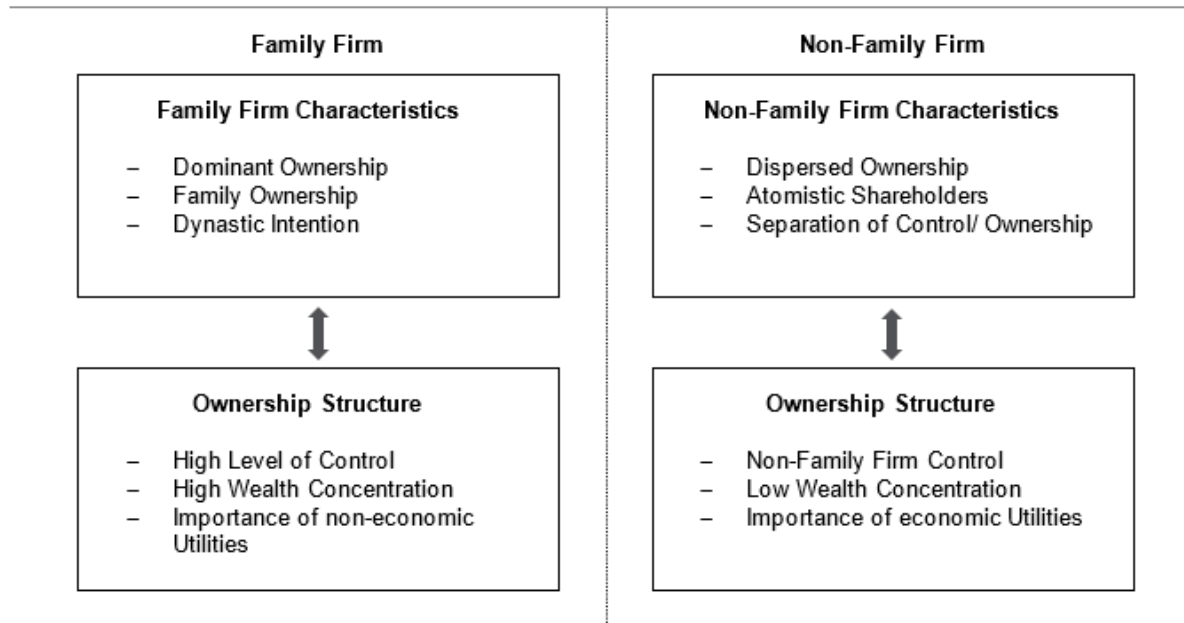 Family Firm
Family Firm Characteristics
– Dominant Ownership
– Family Ownership
– Dynastic Intention
Ownership Structure
– High Level of Control
– High Wealth Concentration
– Importance of non-economic
Utilities
Non-Family Firm
Non-Family Firm Characteristics
– Dispersed Ownership
– Atomistic Shareholders
– Separation of Control/ Ownership
Ownership Structure
– Non-Family Firm Control
– Low Wealth Concentration
– Importance of economic Utilities